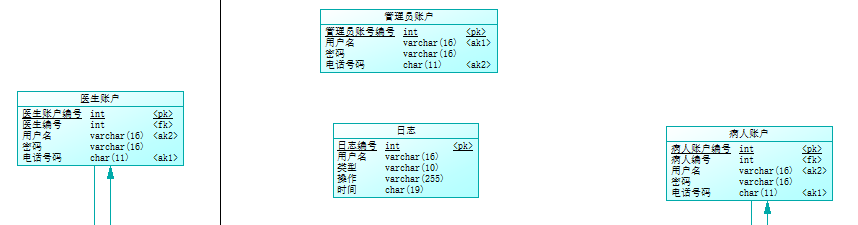 管理员账户
管理员账号编号 int <pk>
用户名 varchar(16) <ak1>
密码 varchar(16)
电话号码 char(11) <ak2>
医生账户
医生账户编号 int <pk>
医生编号 int <fk>
用户名 varchar(16) <ak2>
密码 varchar(16)
电话号码 char(11) <ak1>
日志
日志编号 int <pk>
用户名 varchar(16)
类型 varchar(10)
操作 varchar(255)
时间 char(19)
病人账户
病人账户编号 int <pk>
病人编号 int <fk>
用户名 varchar(16) <ak2>
密码 varchar(16)
电话号码 char(11) <ak1>